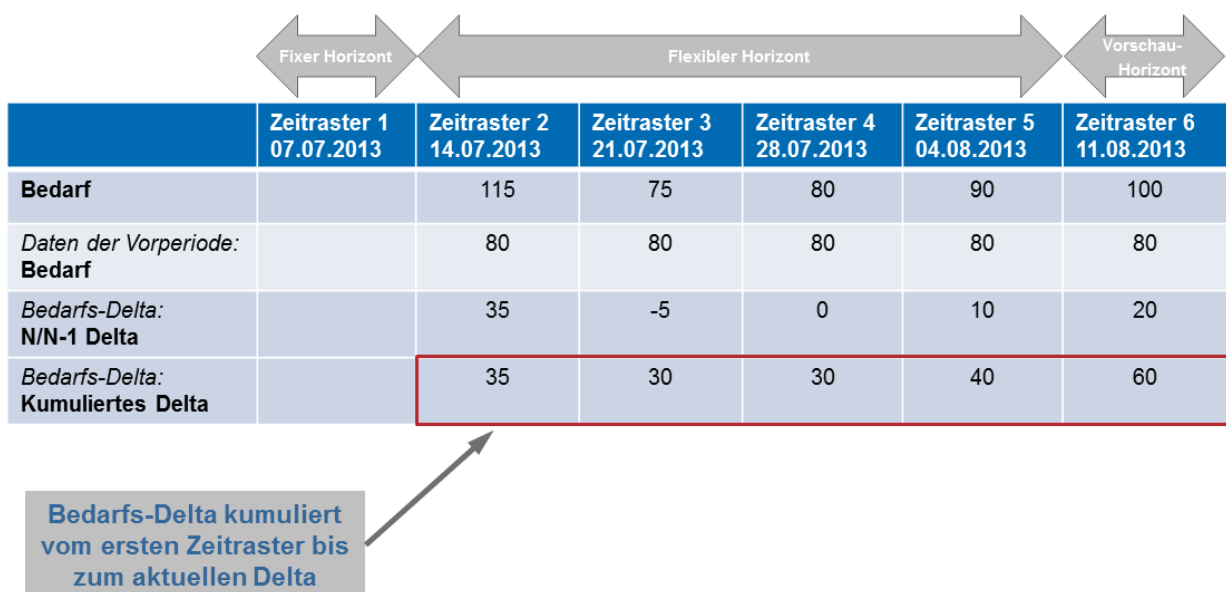 Fixer Horizont
Flexibler Horizont
Vorschau-
Horizont
Zeitraster 1 Zeitraster 2 Zeitraster 3 Zeitraster 4 Zeitraster 5 Zeitraster 6
07.07.2013 14.07.2013 21.07.2013 28.07.2013 04.08.2013 11.08.2013
Bedarf 115 75 80 90 100
Daten der Vorperiode: 80 80 80 80 80
Bedarf
Bedarfs-Delta: 35 -5 0 10 20
N/N-1 Delta
Bedarfs-Delta: 35 30 30 40 60
Kumuliertes Delta
Bedarfs-Delta kumuliert
vom ersten Zeitraster bis
zum aktuellen Delta